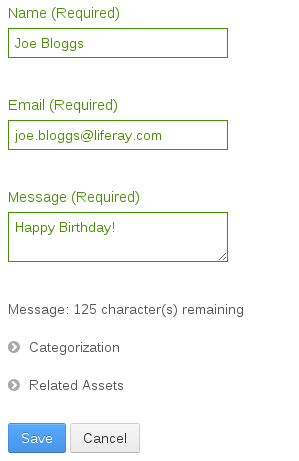 Name (Required)
Joe Bloggs
Email (Required)
joe.bloggs@liferay.com
Message (Required)
Happy Birthday!
Message: 125 character(s) remaining
Categorization
Related Assets
Save Cancel